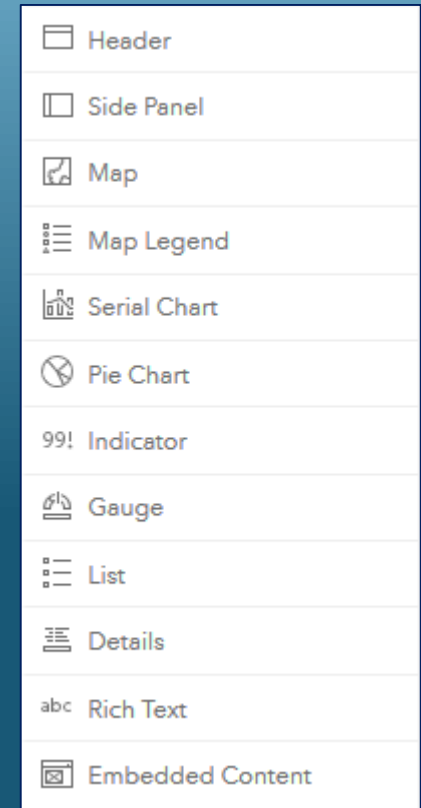 Header
Side Panel
Map
Map Legend
Serial Chart
Pie Chart
99! Indicator
Gauge
List
Details
abc Rich Text
Embedded Content